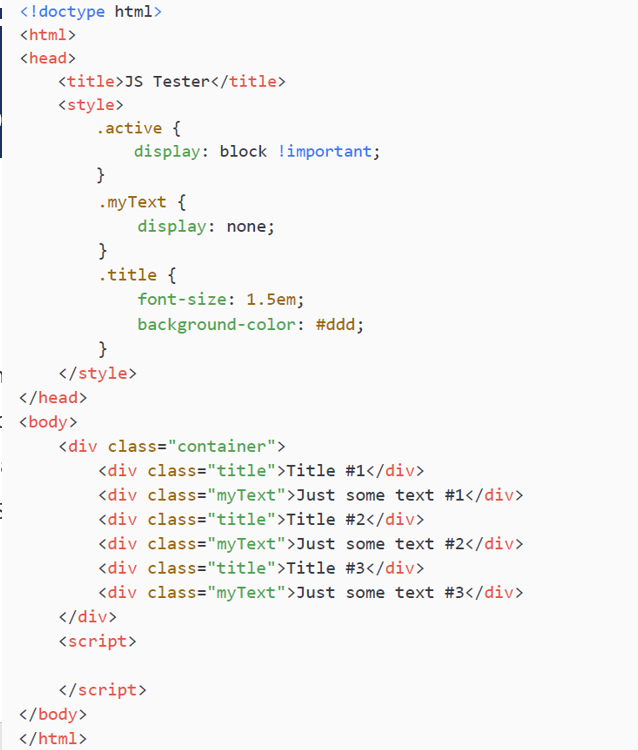 <!doctype html>
<html>
<head>
    <title>JS Tester</title>
    <style>
        .active {
            display: block !important;
        }
        .myText {
            display: none;
        }
        .title {
            font-size: 1.5em;
            background-color: #ddd;
        }
    </style>
</head>
<body>
    <div class="container">
        <div class="title">Title #1</div>
        <div class="myText">Just some text #1</div>
        <div class="title">Title #2</div>
        <div class="myText">Just some text #2</div>
        <div class="title">Title #3</div>
        <div class="myText">Just some text #3</div>
    </div>
    <script>

    </script>
</body>
</html>